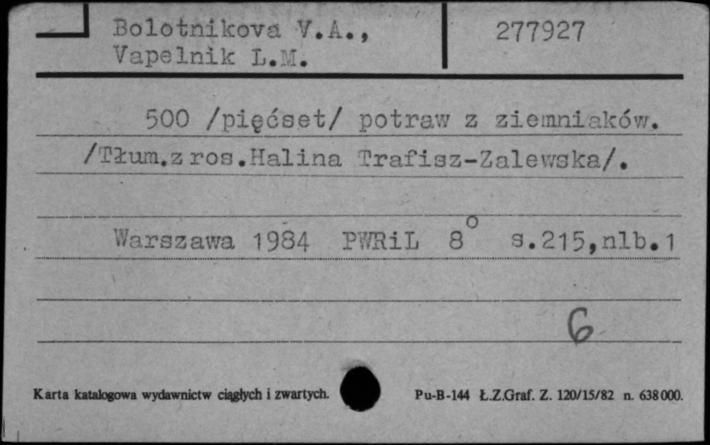 Bolotnikova V.A., 277927
Vapelnik L.M.
500 /pięćset/ potraw z ziemniaków.
/Tłum.z ros.Halina Trafisz-Zalewska/.
Warszawa 1984 PWRiL 8° s.215,nlb.1
6
Karta katalogowa wydawnictw ciągłych i zwartych. Pu-B-144 Ł.Z.Graf. Z. 120/15/82 n. 638000.